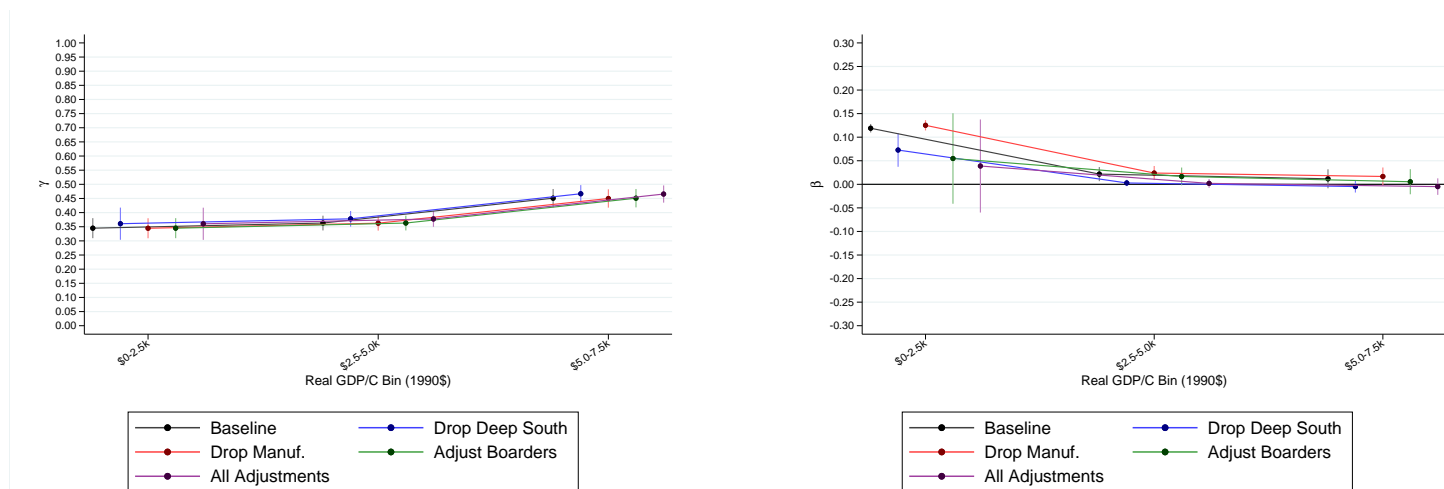 1.00
0.95
0.90
0.85
0.80
0.75
0.70
0.65
0.60
0.55
0.50
0.45
0.40
0.35
0.30
0.25
0.20
0.15
0.10
0.05
0.00
γ
$0-2.5k
$2.5-5.0k
$5.0-7.5k
Real GDP/C Bin (1990$)
Baseline Drop Deep South
Drop Manuf. Adjust Boarders
All Adjustments
0.30
0.25
0.20
0.15
0.10
0.05
0.00
-0.05
-0.10
-0.15
-0.20
-0.25
-0.30
β
$0-2.5k
$2.5-5.0k
$5.0-7.5k
Real GDP/C Bin (1990$)
Baseline Drop Deep South
Drop Manuf. Adjust Boarders
All Adjustments